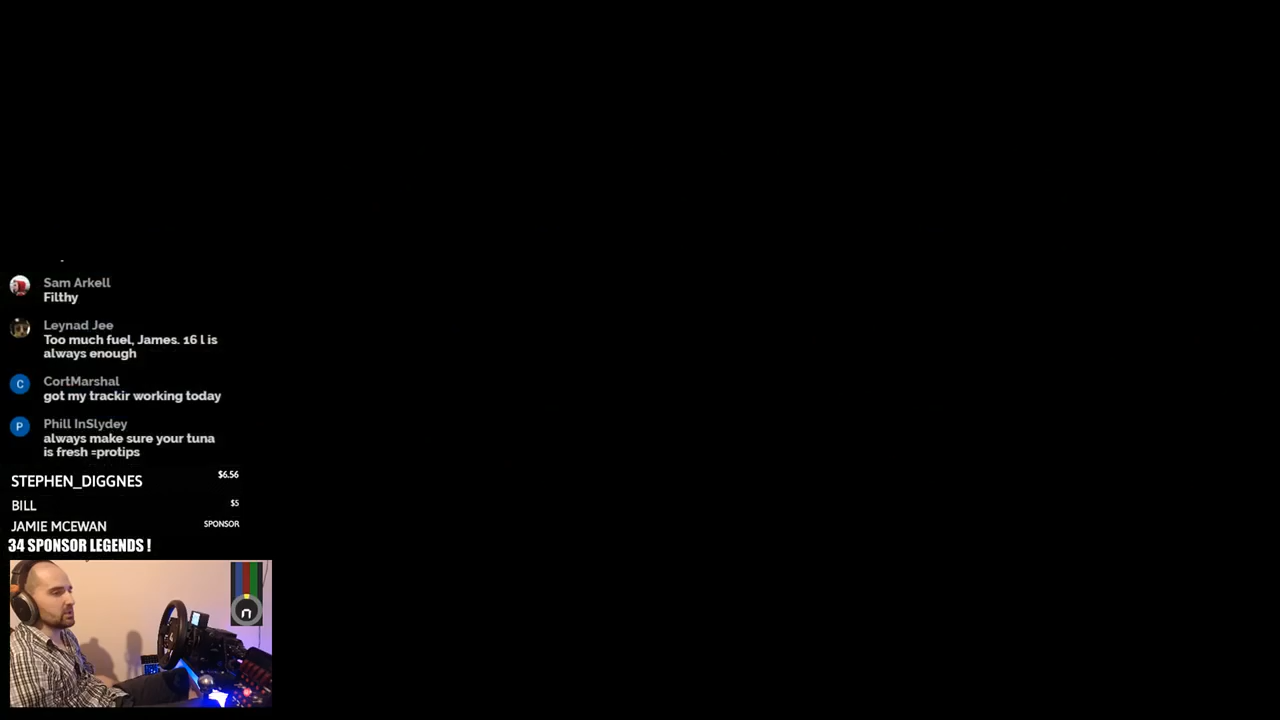 Sam Arkell
Filthy
Leynad Jee
Too much fuel, James. 16 l is
always enough
C
CortMarshal
got my trackir working today
P
Phill InSlydey
always make sure your tuna
is fresh =protips
STEPHEN_DIGGNES $6.56
BILL $5
JAMIE MCEWAN SPONSOR
34 SPONSOR LEGENDS !
n